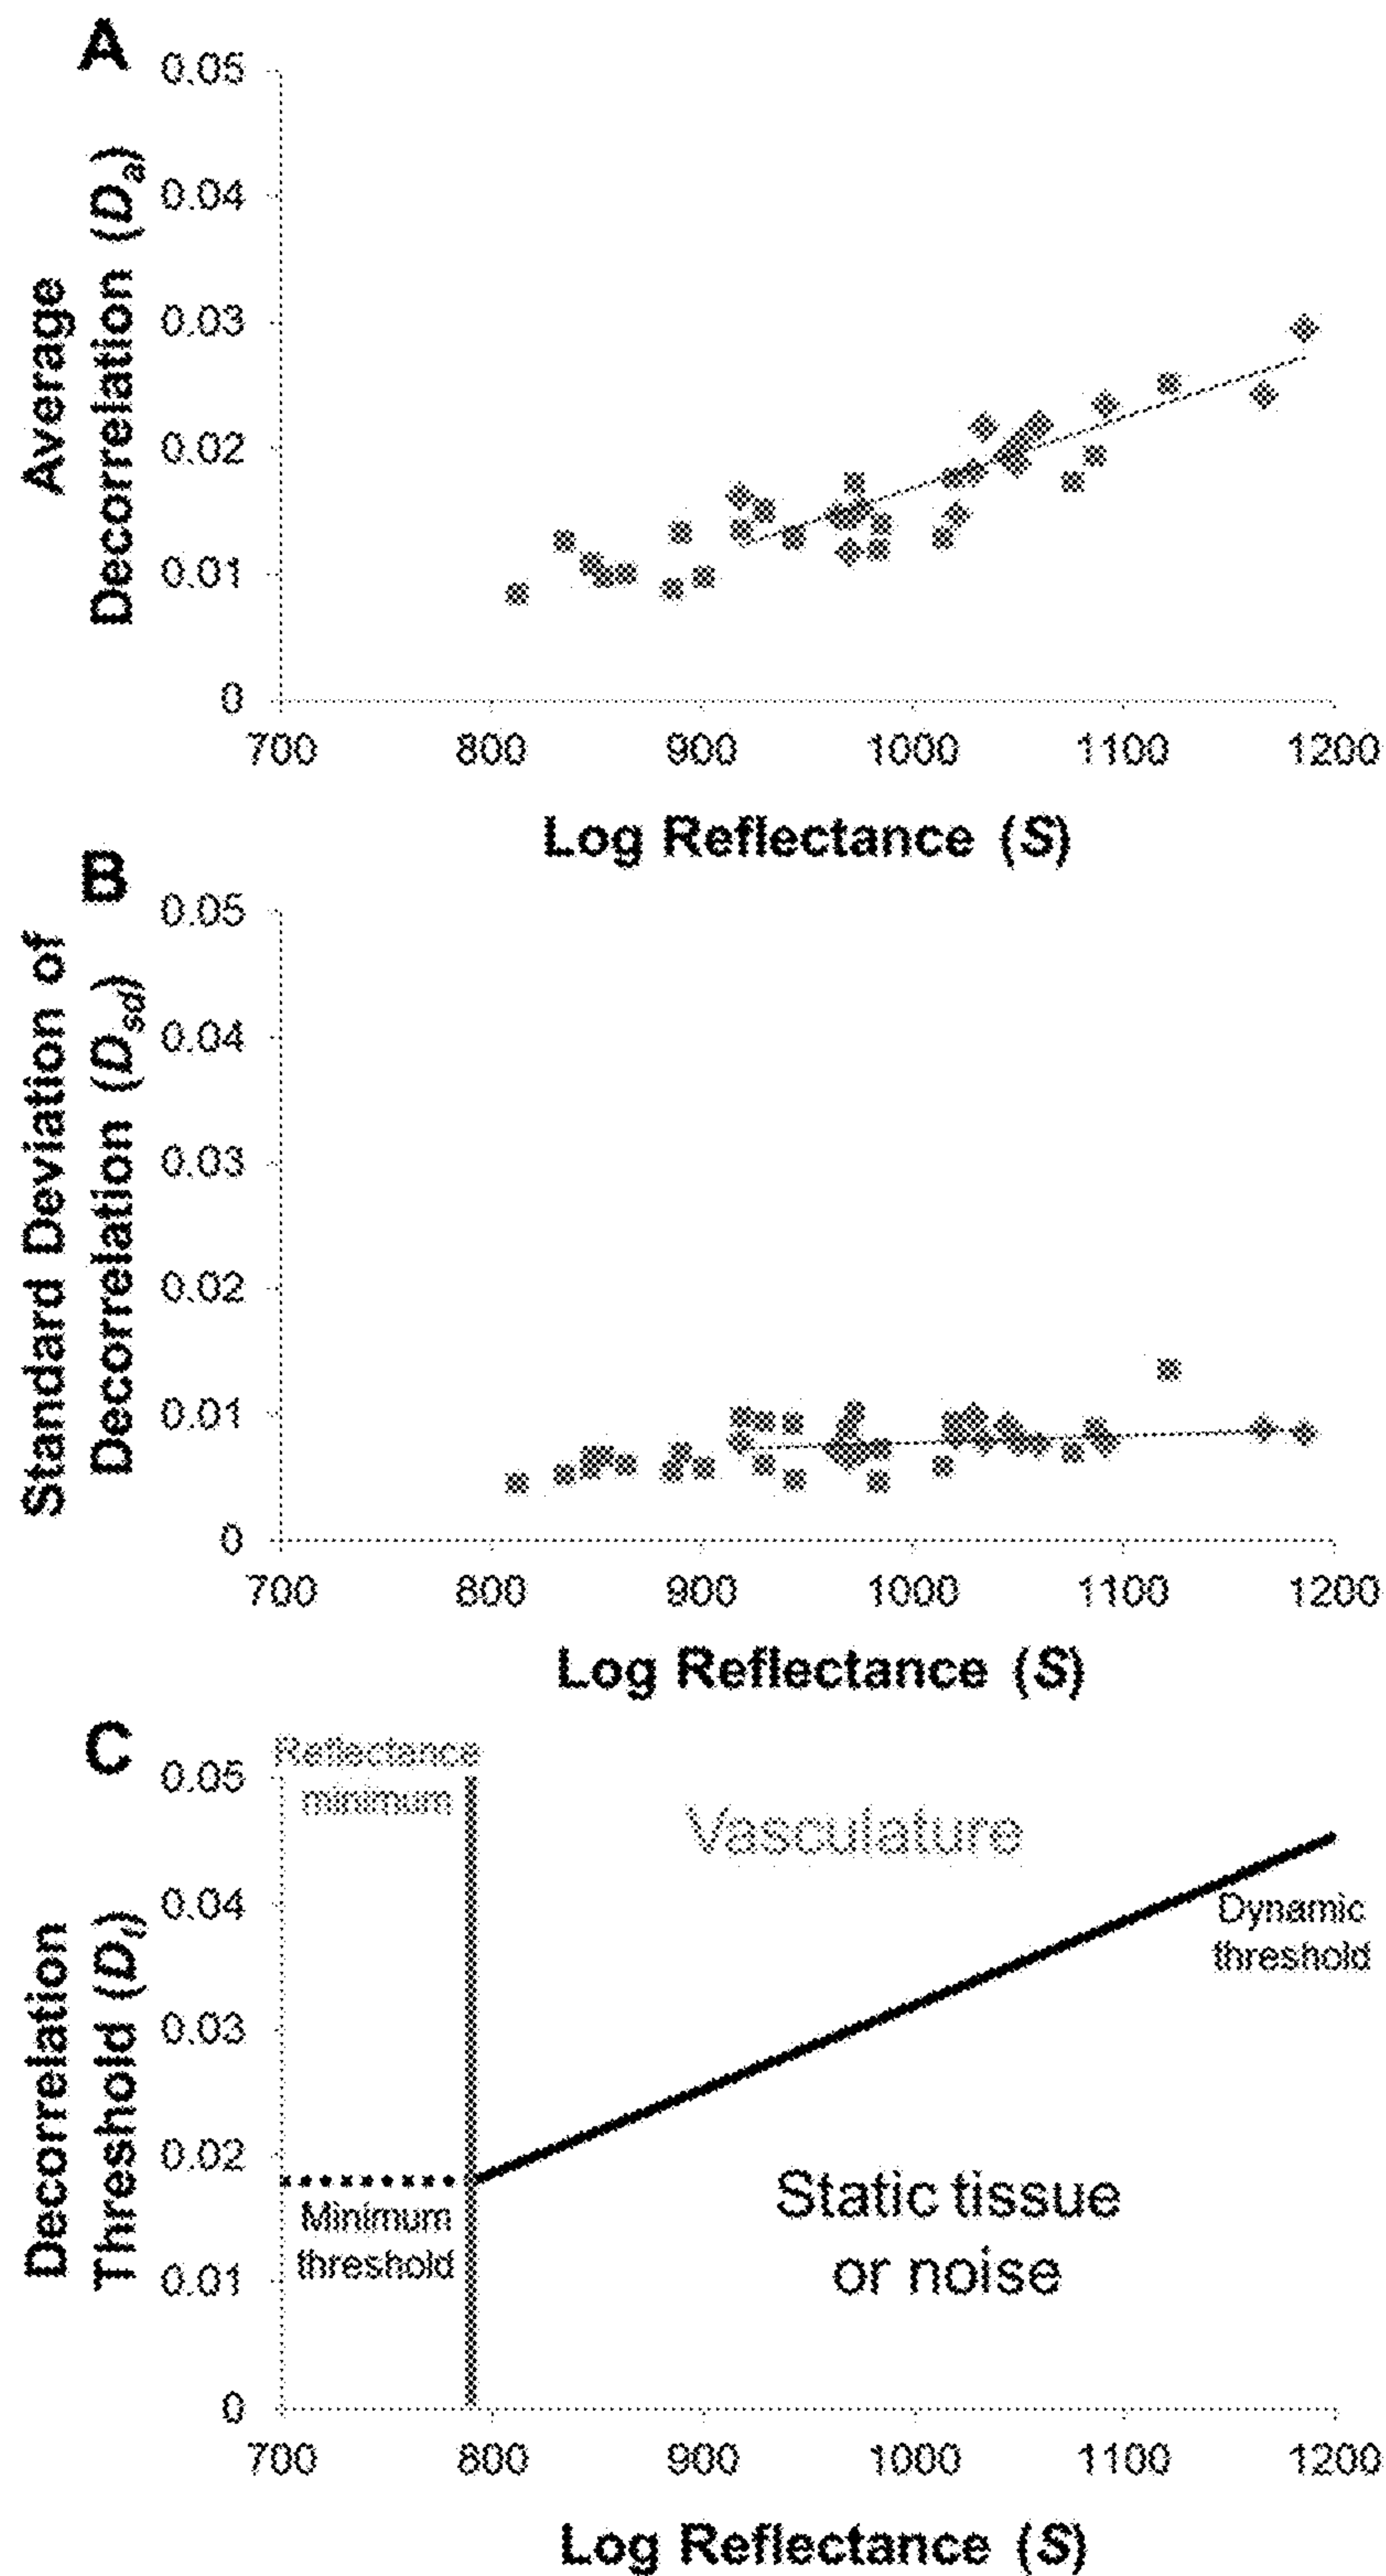 A
0.05
0.04
0.03
0.02
0.01
0
Average
Decorrelation (Da)
700 800 900 1000 1100 1200
Log Reflectance (S)
B
0.05
0.04
0.03
0.02
0.01
0
Standard Deviation of
Decorrelation (Dsd)
700 800 900 1000 1100 1200
Log Reflectance (S)
C
Reflectance
minimum
Vasculature
0.05
0.04
0.03
0.02
0.01
0
Decorrelation
Threshold (Dt)
Dynamic
threshold
Minimum
threshold
Static tissue
or noise
700 800 900 1000 1100 1200
Log Reflectance (S)